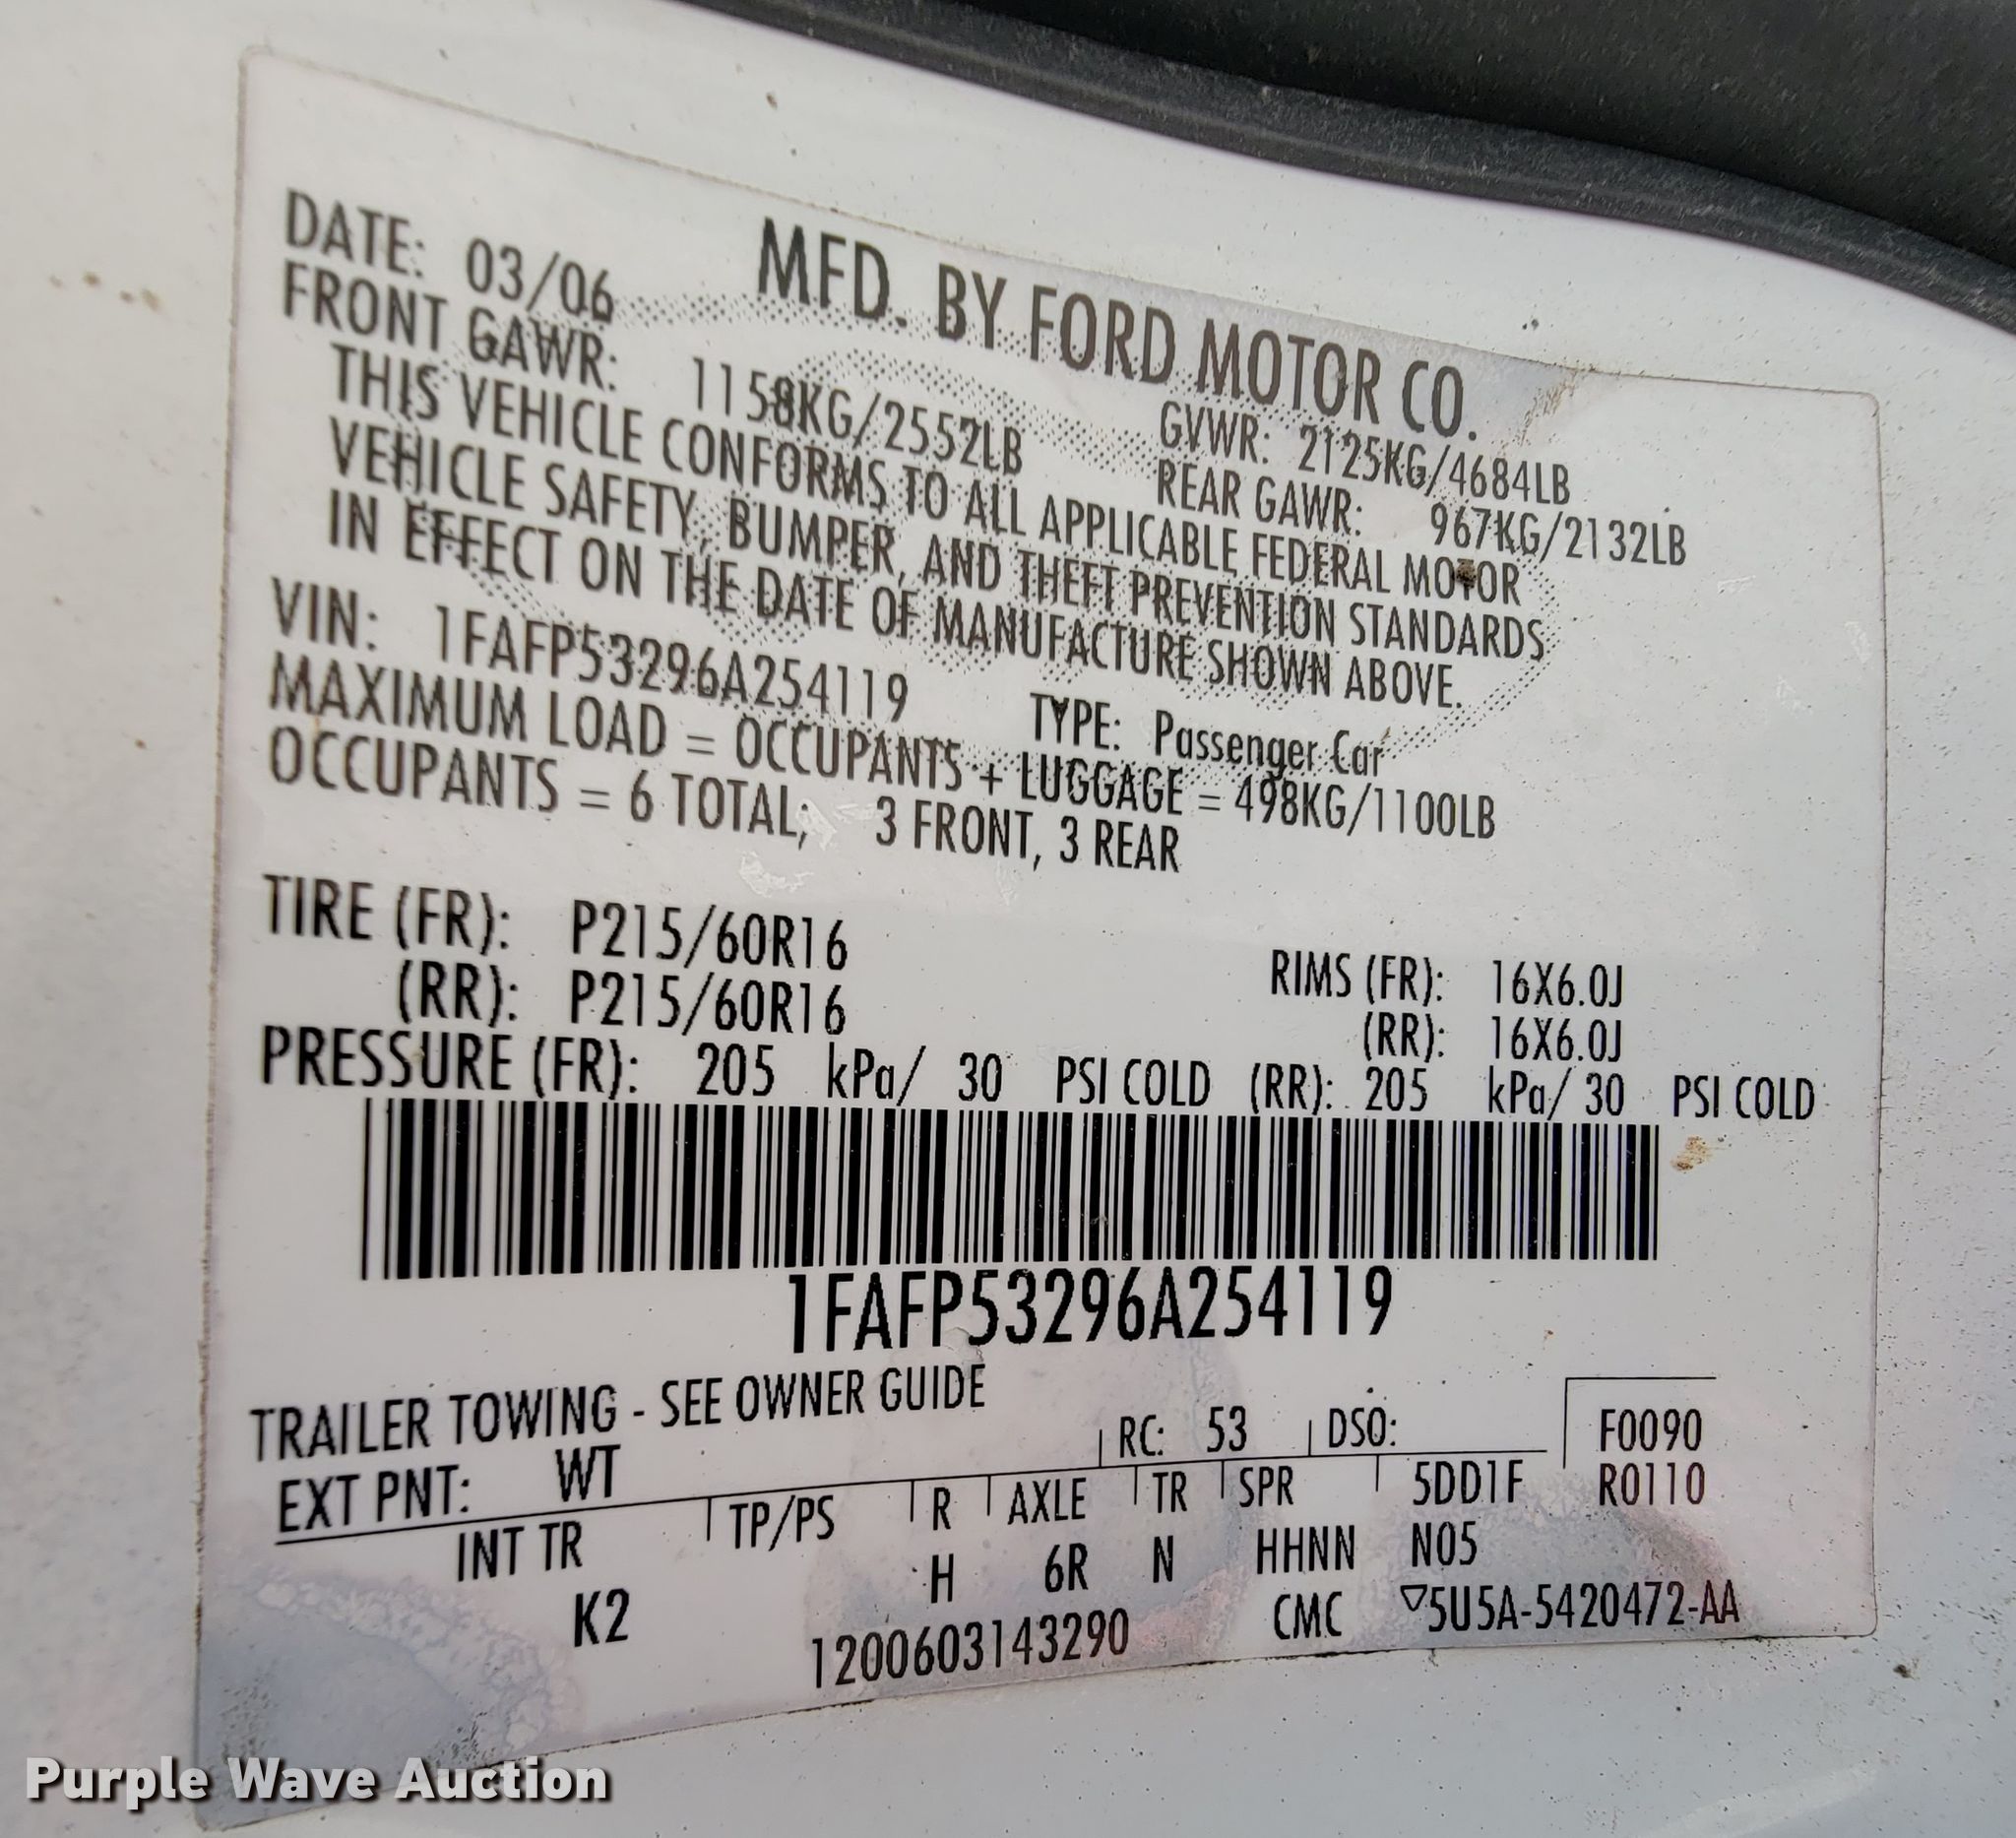 MFD. BY FORD MOTOR CO.
DATE: 03/06 GVWR: 2125KG/4684LB
FRONT GAWR: 1158KG/2552LB REAR GAWR: 967KG/2132LB
THIS VEHICLE CONFORMS TO ALL APPLICABLE FEDERAL MOTOR
VEHICLE SAFETY, BUMPER, AND THEFT PREVENTION STANDARDS
IN EFFECT ON THE DATE OF MANUFACTURE SHOWN ABOVE.
VIN: 1FAFP53296A254119 TYPE: Passenger Car
MAXIMUM LOAD = OCCUPANTS + LUGGAGE = 498KG/1100LB
OCCUPANTS = 6 TOTAL; 3 FRONT, 3 REAR
TIRE (FR): P215/60R16 RIMS (FR): 16X6.0J
(RR): P215/60R16 (RR): 16X6.0J
PRESSURE (FR): 205 kPa/ 30 PSI COLD (RR): 205 kPa/ 30 PSI COLD
1FAFP53296A254119
TRAILER TOWING - SEE OWNER GUIDE
EXT PNT: WT RC: 53 DSO: F0090
INT TR TP/PS R AXLE TR SPR 5DD1F R0110
K2 H 6R N HHNN N05
1200603143290 CMC ▽5U5A-5420472-AA
Purple Wave Auction